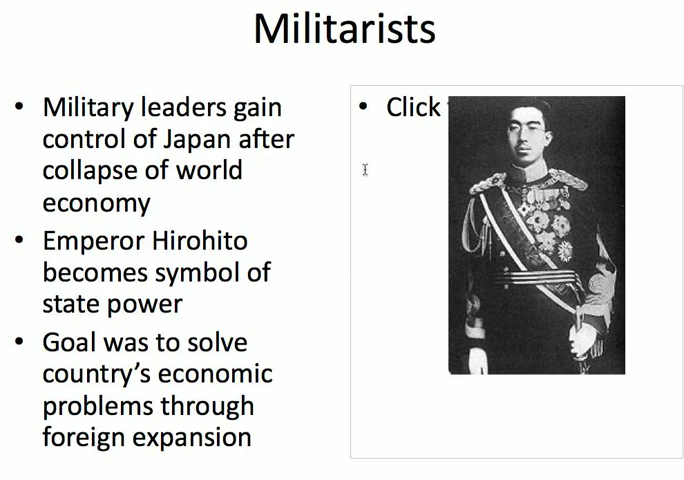 Militarists
• Military leaders gain
control of Japan after
collapse of world
economy
• Emperor Hirohito
becomes symbol of
state power
• Goal was to solve
country’s economic
problems through
foreign expansion
• Click